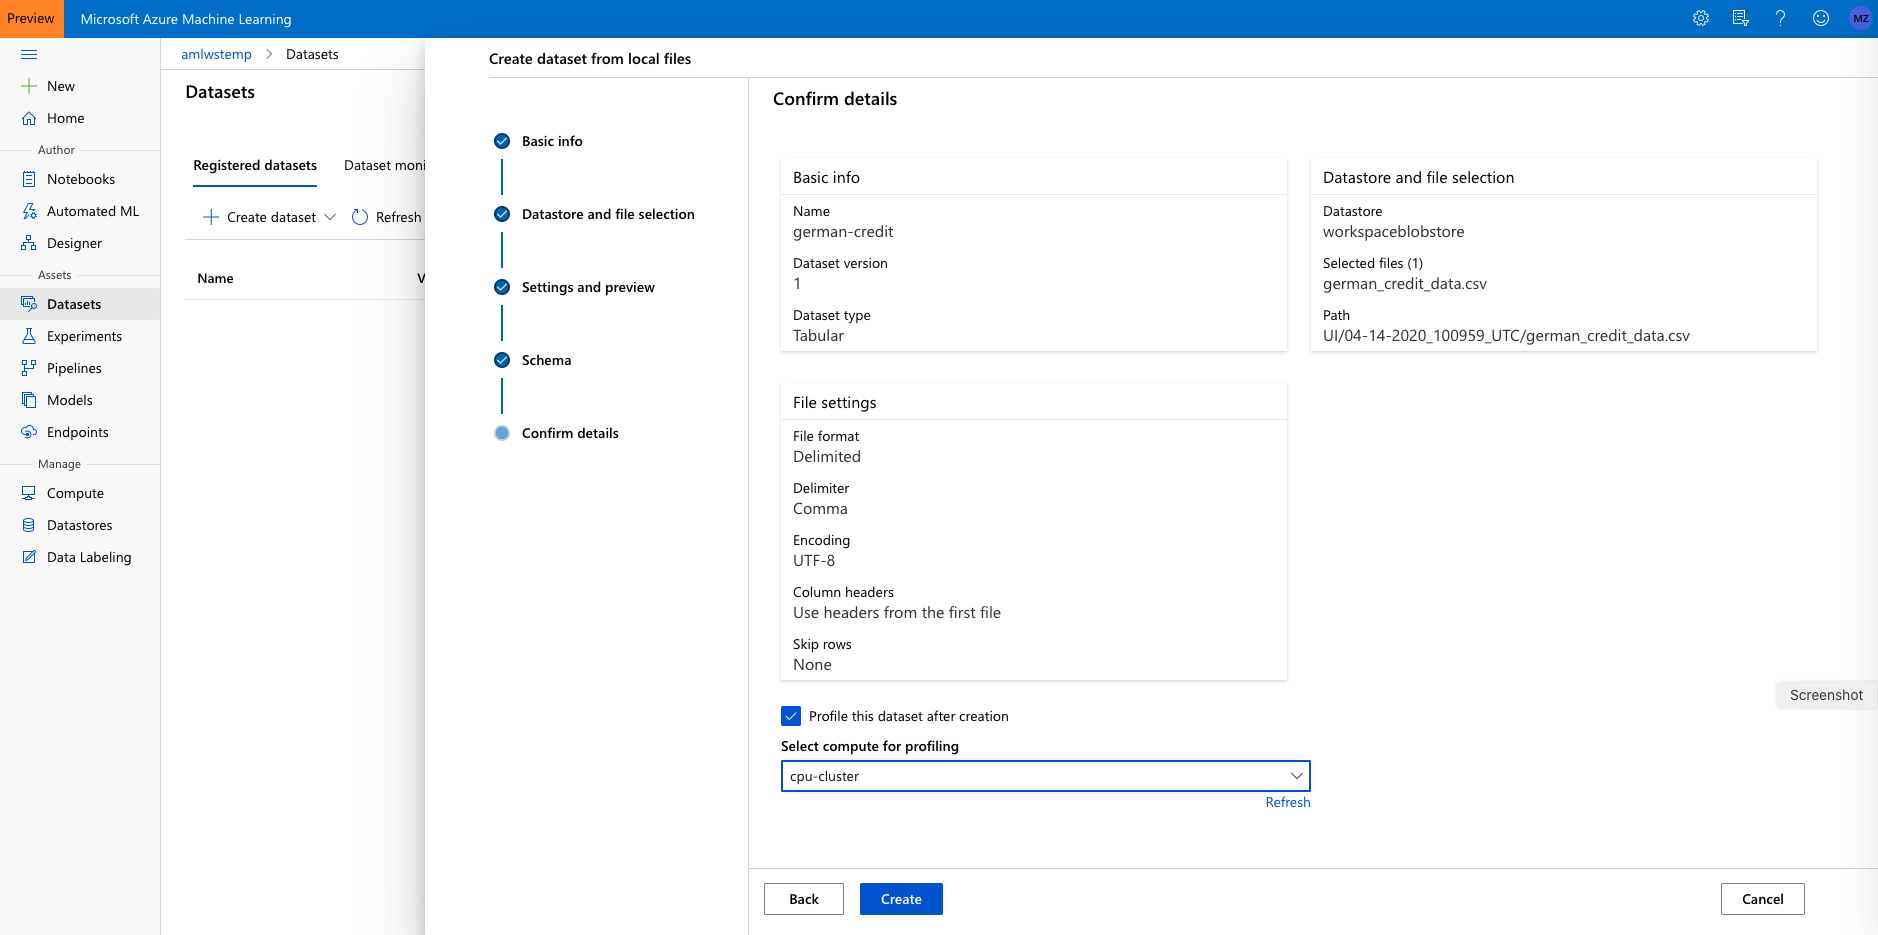 Preview
Microsoft Azure Machine Learning
MZ
amlwstemp > Datasets
New
Home
Author
Notebooks
Automated ML
Designer
Assets
Datasets
Experiments
Pipelines
Models
Endpoints
Manage
Compute
Datastores
Data Labeling
Datasets
Registered datasets
Dataset moni
Create dataset
Refresh
Name
V
Create dataset from local files
Basic info
Datastore and file selection
Settings and preview
Schema
Confirm details
Confirm details
Basic info
Name
german-credit
Dataset version
1
Dataset type
Tabular
Datastore and file selection
Datastore
workspaceblobstore
Selected files (1)
german_credit_data.csv
Path
UI/04-14-2020_100959_UTC/german_credit_data.csv
File settings
File format
Delimited
Delimiter
Comma
Encoding
UTF-8
Column headers
Use headers from the first file
Skip rows
None
Screenshot
Profile this dataset after creation
Select compute for profiling
cpu-cluster
Refresh
Back
Create
Cancel